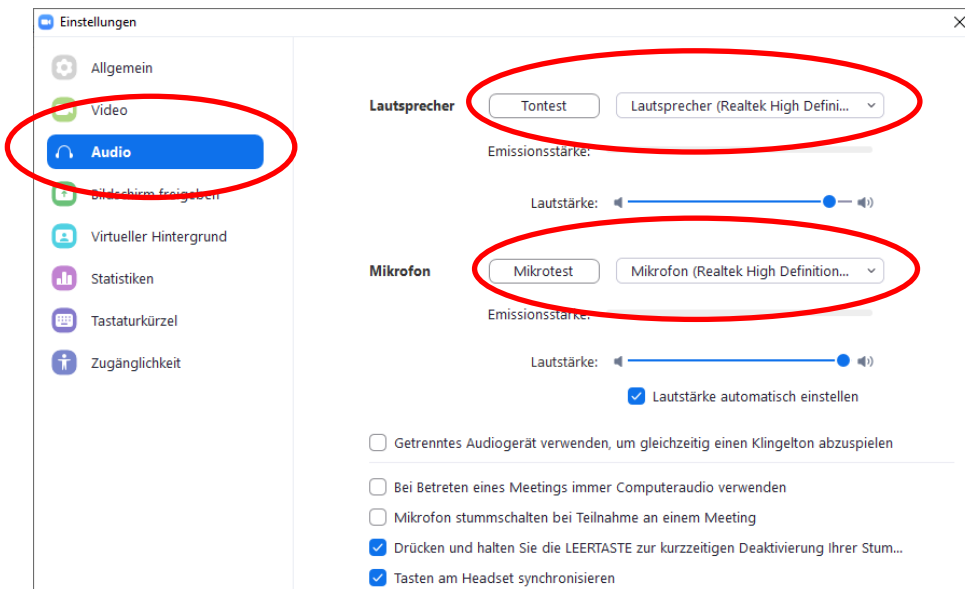 Einstellungen
Allgemein
Video
Audio
Bildschirm freigeben
Virtueller Hintergrund
Statistiken
Tastaturkürzel
Zugänglichkeit
Lautsprecher Tontest Lautsprecher (Realtek High Defini...
Emissionsstärke:
Lautstärke:
Mikrofon Mikrotest Mikrofon (Realtek High Definition...
Emissionsstärke:
Lautstärke:
Lautstärke automatisch einstellen
Getrenntes Audiogerät verwenden, um gleichzeitig einen Klingelton abzuspielen
Bei Betreten eines Meetings immer Computeraudio verwenden
Mikrofon stummschalten bei Teilnahme an einem Meeting
Drücken und halten Sie die LEERTASTE zur kurzzeitigen Deaktivierung Ihrer Stum...
Tasten am Headset synchronisieren